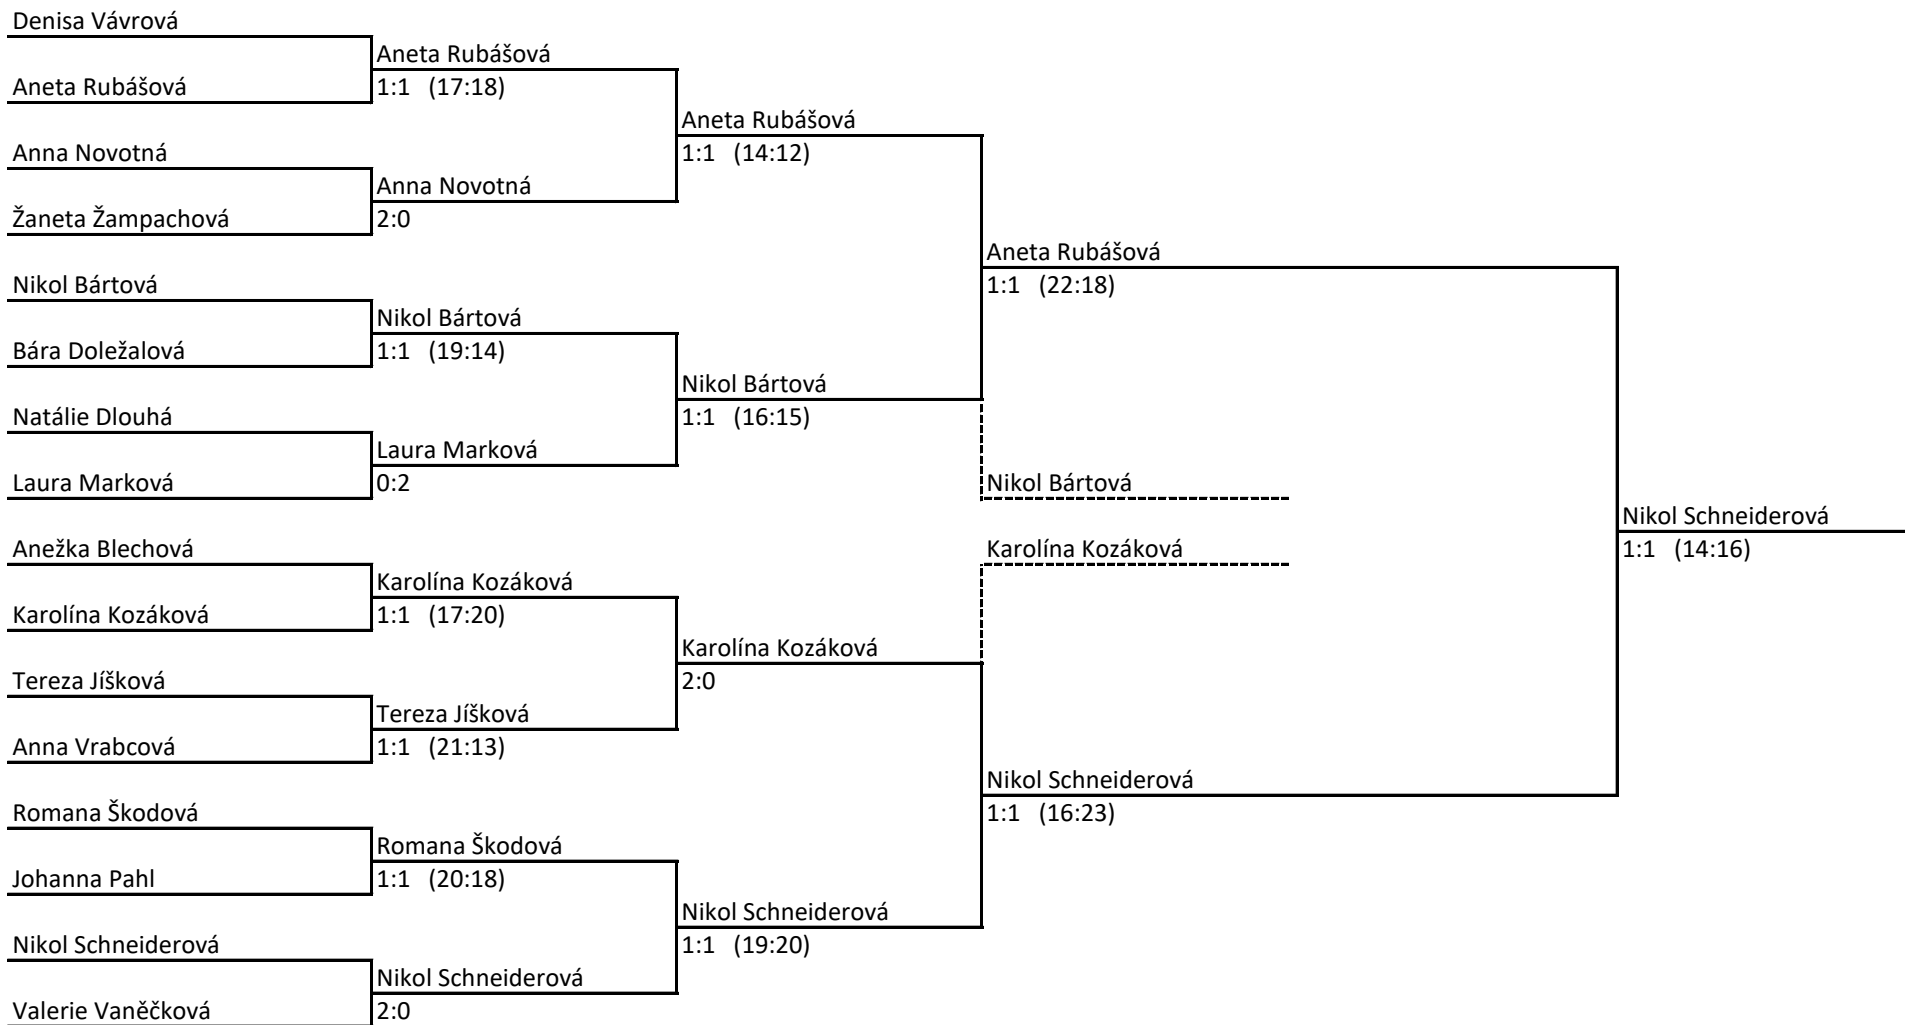 Denisa Vávrová
Aneta Rubášová
Aneta Rubášová
1:1 (17:18)
Aneta Rubášová
Anna Novotná
1:1 (14:12)
Anna Novotná
Žaneta Žampachová
2:0
Aneta Rubášová
Nikol Bártová
1:1 (22:18)
Nikol Bártová
Bára Doležalová
1:1 (19:14)
Nikol Bártová
Natálie Dlouhá
1:1 (16:15)
Laura Marková
Laura Marková
0:2
Nikol Bártová
Nikol Schneiderová
Anežka Blechová
Karolína Kozáková
1:1 (14:16)
Karolína Kozáková
Karolína Kozáková
1:1 (17:20)
Karolína Kozáková
Tereza Jíšková
2:0
Tereza Jíšková
Anna Vrabcová
1:1 (21:13)
Nikol Schneiderová
Romana Škodová
1:1 (16:23)
Romana Škodová
Johanna Pahl
1:1 (20:18)
Nikol Schneiderová
Nikol Schneiderová
1:1 (19:20)
Nikol Schneiderová
Valerie Vaněčková
2:0